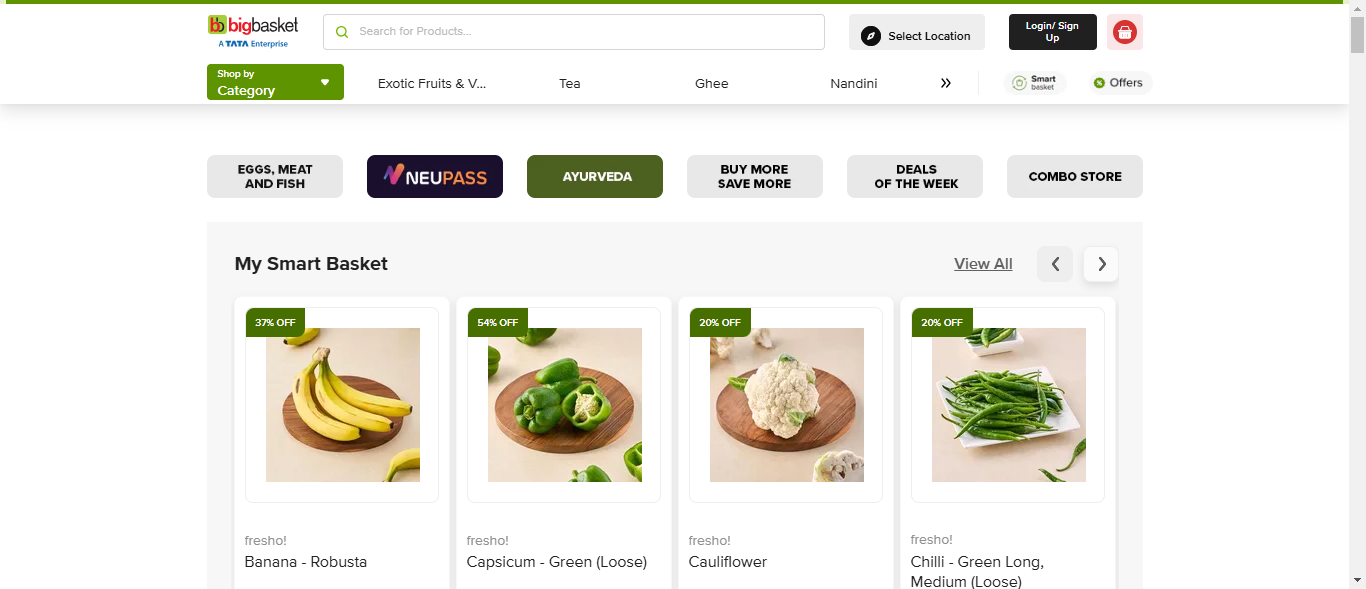 bb bigbasket
A TATA Enterprise
Search for Products...
Select Location
Login/ Sign
Up
Shop by
Category
Exotic Fruits & V...
Tea
Ghee
Nandini
Smart
basket
Offers
EGGS, MEAT
AND FISH
NEUPASS
AYURVEDA
BUY MORE
SAVE MORE
DEALS
OF THE WEEK
COMBO STORE
My Smart Basket
View All
37% OFF
54% OFF
20% OFF
20% OFF
fresho!
Banana - Robusta
fresho!
Capsicum - Green (Loose)
fresho!
Cauliflower
fresho!
Chilli - Green Long,
Medium (Loose)